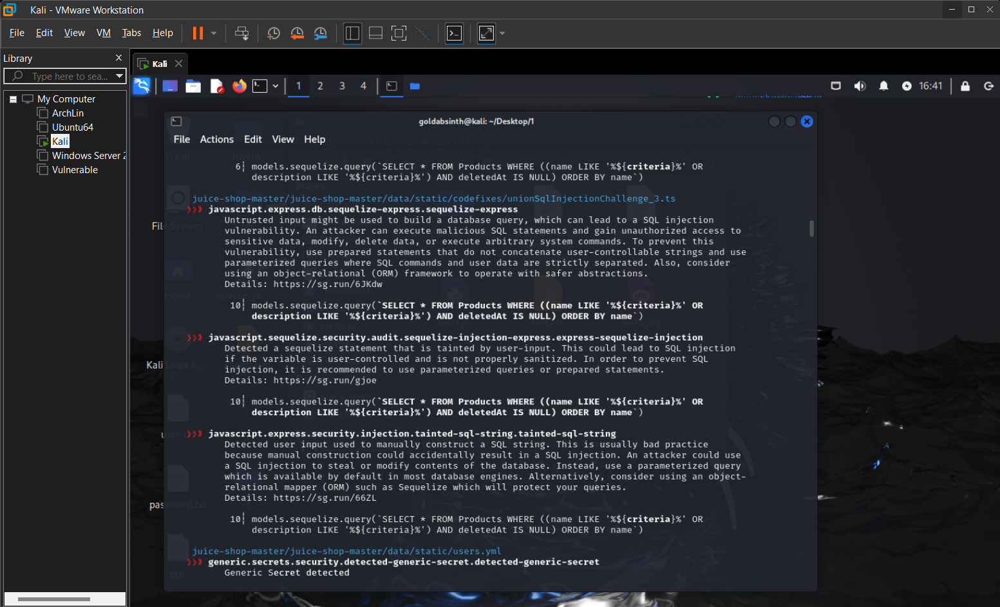 Kali - VMware Workstation
File Edit View VM Tabs Help
Library
Type here to sea...
My Computer
ArchLin
Ubuntu64
Kali
Windows Server 2
Vulnerable
Kali
1 2 3 4
16:41
goldabsinth@kali: ~/Desktop/1
File Actions Edit View Help
6┆ models.sequelize.query(`SELECT * FROM Products WHERE ((name LIKE '%${criteria}%' OR
description LIKE '%${criteria}%') AND deletedAt IS NULL) ORDER BY name`)
juice-shop-master/juice-shop-master/data/static/codefixes/unionSqlInjectionChallenge_3.ts
❯❯❱ javascript.express.db.sequelize-express.sequelize-express
Untrusted input might be used to build a database query, which can lead to a SQL injection
vulnerability. An attacker can execute malicious SQL statements and gain unauthorized access to
sensitive data, modify, delete data, or execute arbitrary system commands. To prevent this
vulnerability, use prepared statements that do not concatenate user-controllable strings and use
parameterized queries where SQL commands and user data are strictly separated. Also, consider
using an object-relational (ORM) framework to operate with safer abstractions.
Details: https://sg.run/6JKdw
10┆ models.sequelize.query(`SELECT * FROM Products WHERE ((name LIKE '%${criteria}%' OR
description LIKE '%${criteria}%') AND deletedAt IS NULL) ORDER BY name`)
❯❯❱ javascript.sequelize.security.audit.sequelize-injection-express.express-sequelize-injection
Detected a sequelize statement that is tainted by user-input. This could lead to SQL injection
if the variable is user-controlled and is not properly sanitized. In order to prevent SQL
injection, it is recommended to use parameterized queries or prepared statements.
Details: https://sg.run/gjoe
10┆ models.sequelize.query(`SELECT * FROM Products WHERE ((name LIKE '%${criteria}%' OR
description LIKE '%${criteria}%') AND deletedAt IS NULL) ORDER BY name`)
❯❯❱ javascript.express.security.injection.tainted-sql-string.tainted-sql-string
Detected user input used to manually construct a SQL string. This is usually bad practice
because manual construction could accidentally result in a SQL injection. An attacker could use
a SQL injection to steal or modify contents of the database. Instead, use a parameterized query
which is available by default in most database engines. Alternatively, consider using an object-
relational mapper (ORM) such as Sequelize which will protect your queries.
Details: https://sg.run/66ZL
10┆ models.sequelize.query(`SELECT * FROM Products WHERE ((name LIKE '%${criteria}%' OR
description LIKE '%${criteria}%') AND deletedAt IS NULL) ORDER BY name`)
juice-shop-master/juice-shop-master/data/static/users.yml
❯❯❱ generic.secrets.security.detected-generic-secret.detected-generic-secret
Generic Secret detected
Trash
File System
Home
Kali Linux a...
password.txt
out